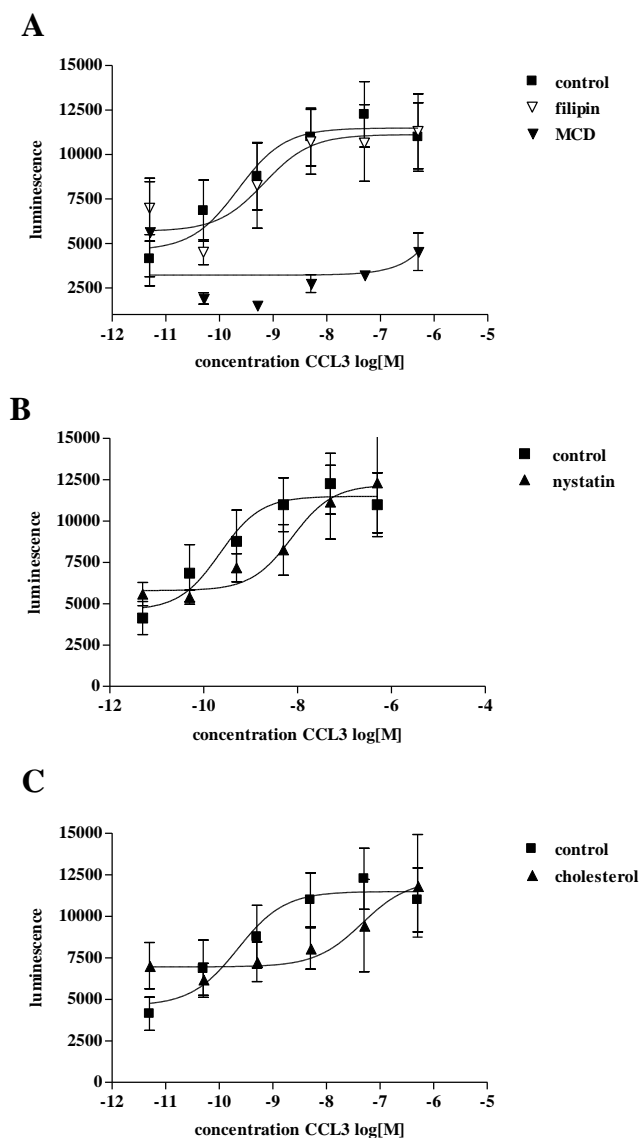 A
15000
12500
10000
7500
5000
2500
luminescence
-12 -11 -10 -9 -8 -7 -6 -5
concentration CCL3 log[M]
control
filipin
MCD
B
15000
12500
10000
7500
5000
2500
0
luminescence
-12 -10 -8 -6 -4
concentration CCL3 log[M]
control
nystatin
C
15000
12500
10000
7500
5000
2500
0
luminescence
-12 -11 -10 -9 -8 -7 -6 -5
concentration CCL3 log[M]
control
cholesterol